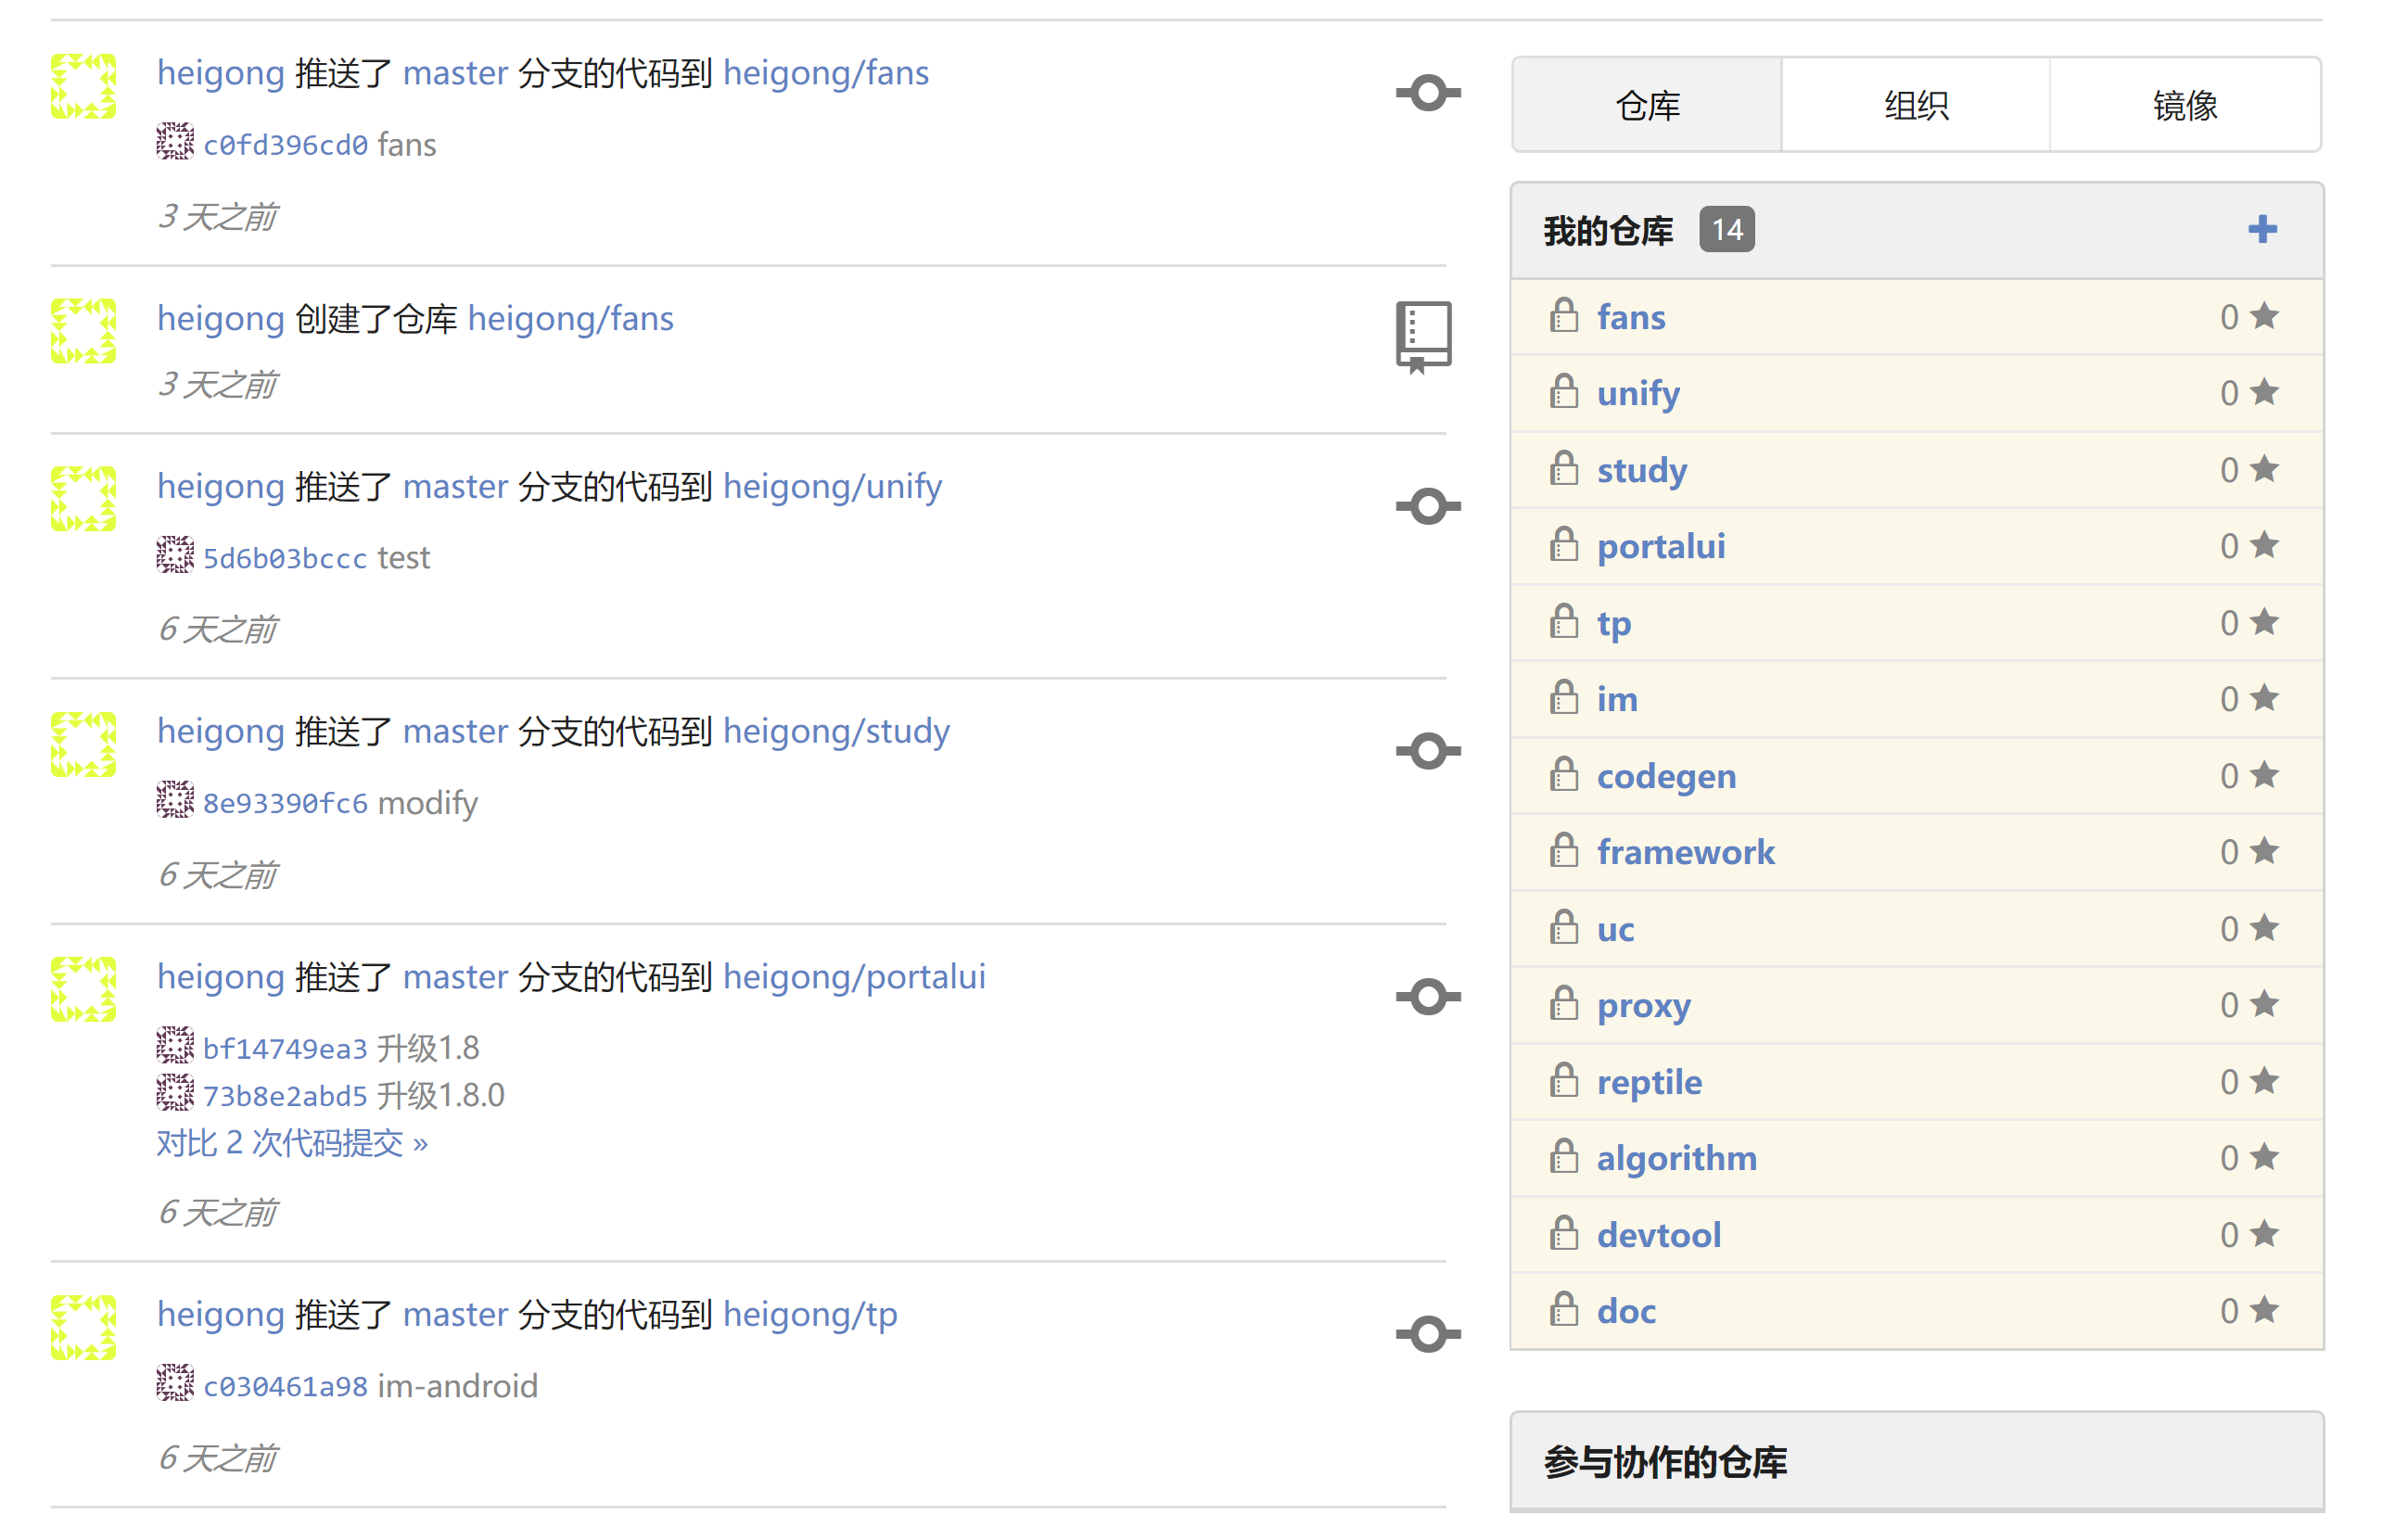 heigong 推送了 master 分支的代码到 heigong/fans
c0fd396cd0 fans
3 天之前
heigong 创建了仓库 heigong/fans
3 天之前
heigong 推送了 master 分支的代码到 heigong/unify
5d6b03bccc test
6 天之前
heigong 推送了 master 分支的代码到 heigong/study
8e93390fc6 modify
6 天之前
heigong 推送了 master 分支的代码到 heigong/portalui
bf14749ea3 升级1.8
73b8e2abd5 升级1.8.0
对比 2 次代码提交 »
6 天之前
heigong 推送了 master 分支的代码到 heigong/tp
c030461a98 im-android
6 天之前
仓库 组织 镜像
我的仓库 14
fans 0
unify 0
study 0
portalui 0
tp 0
im 0
codegen 0
framework 0
uc 0
proxy 0
reptile 0
algorithm 0
devtool 0
doc 0
参与协作的仓库